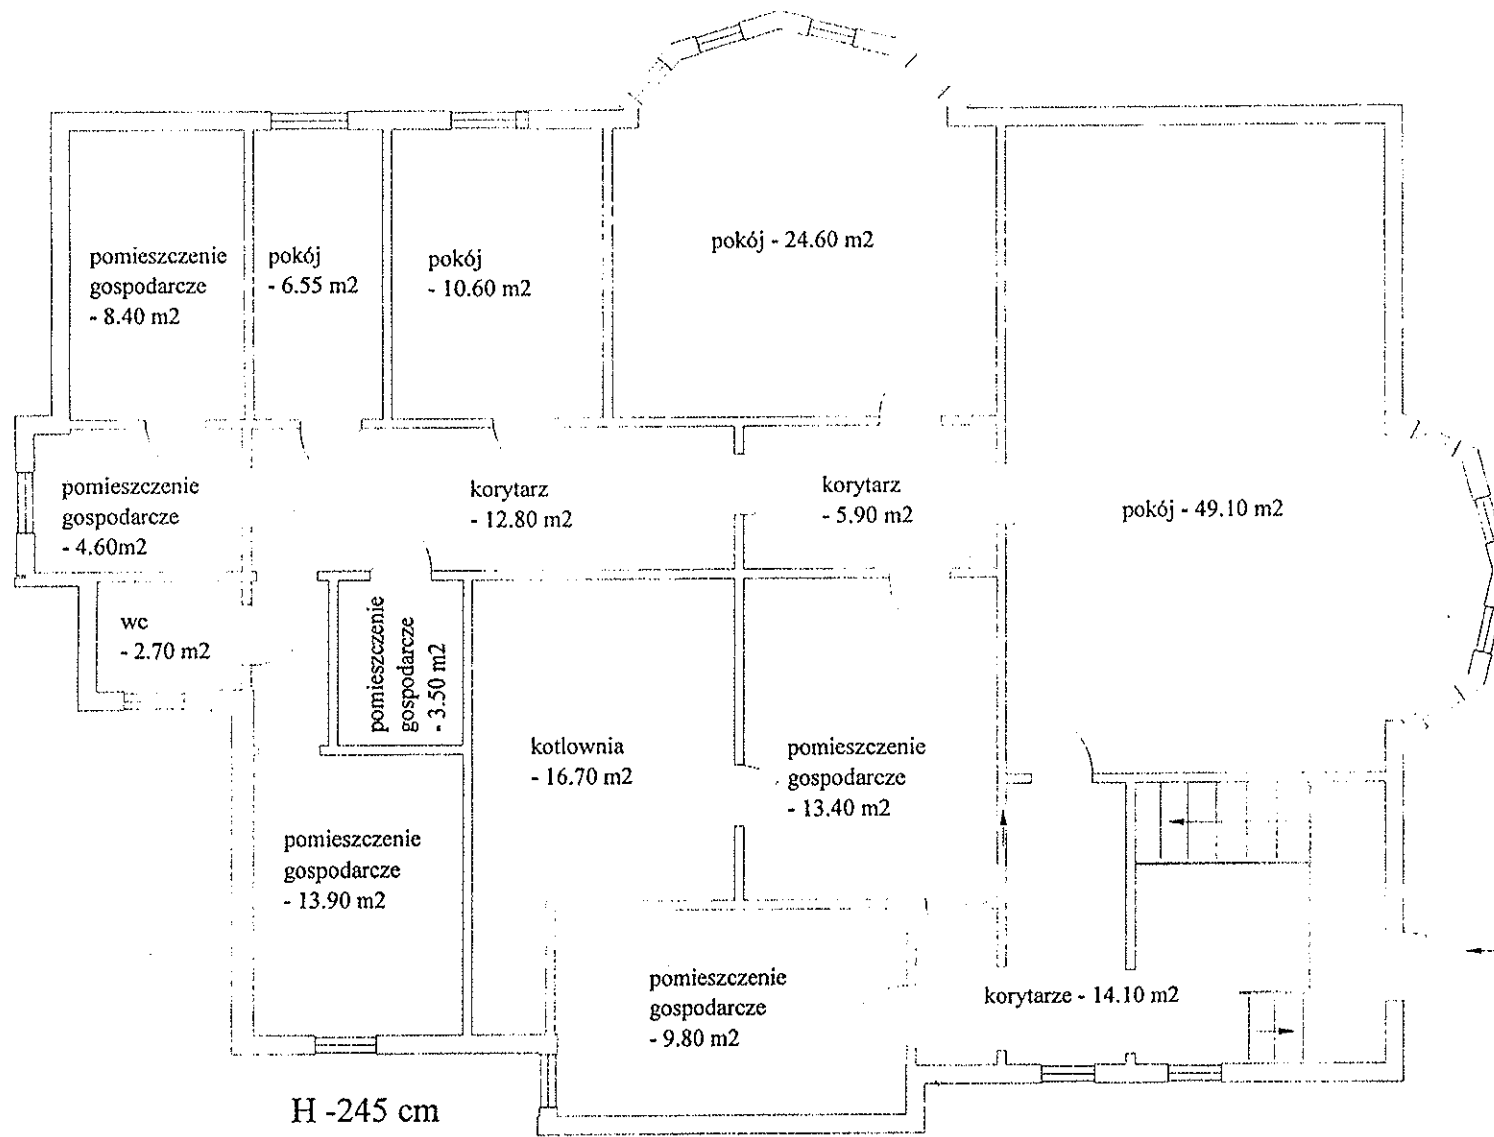 pokój - 24.60 m2
pomieszczenie
gospodarcze
- 8.40 m2
pokój
- 6.55 m2
pokój
- 10.60 m2
pomieszczenie
gospodarcze
- 4.60m2
korytarz
- 12.80 m2
korytarz
- 5.90 m2
pokój - 49.10 m2
wc
- 2.70 m2
pomieszczenie
gospodarcze
- 3.50 m2
kotlownia
- 16.70 m2
pomieszczenie
gospodarcze
- 13.40 m2
pomieszczenie
gospodarcze
- 13.90 m2
pomieszczenie
gospodarcze
- 9.80 m2
korytarze - 14.10 m2
H -245 cm